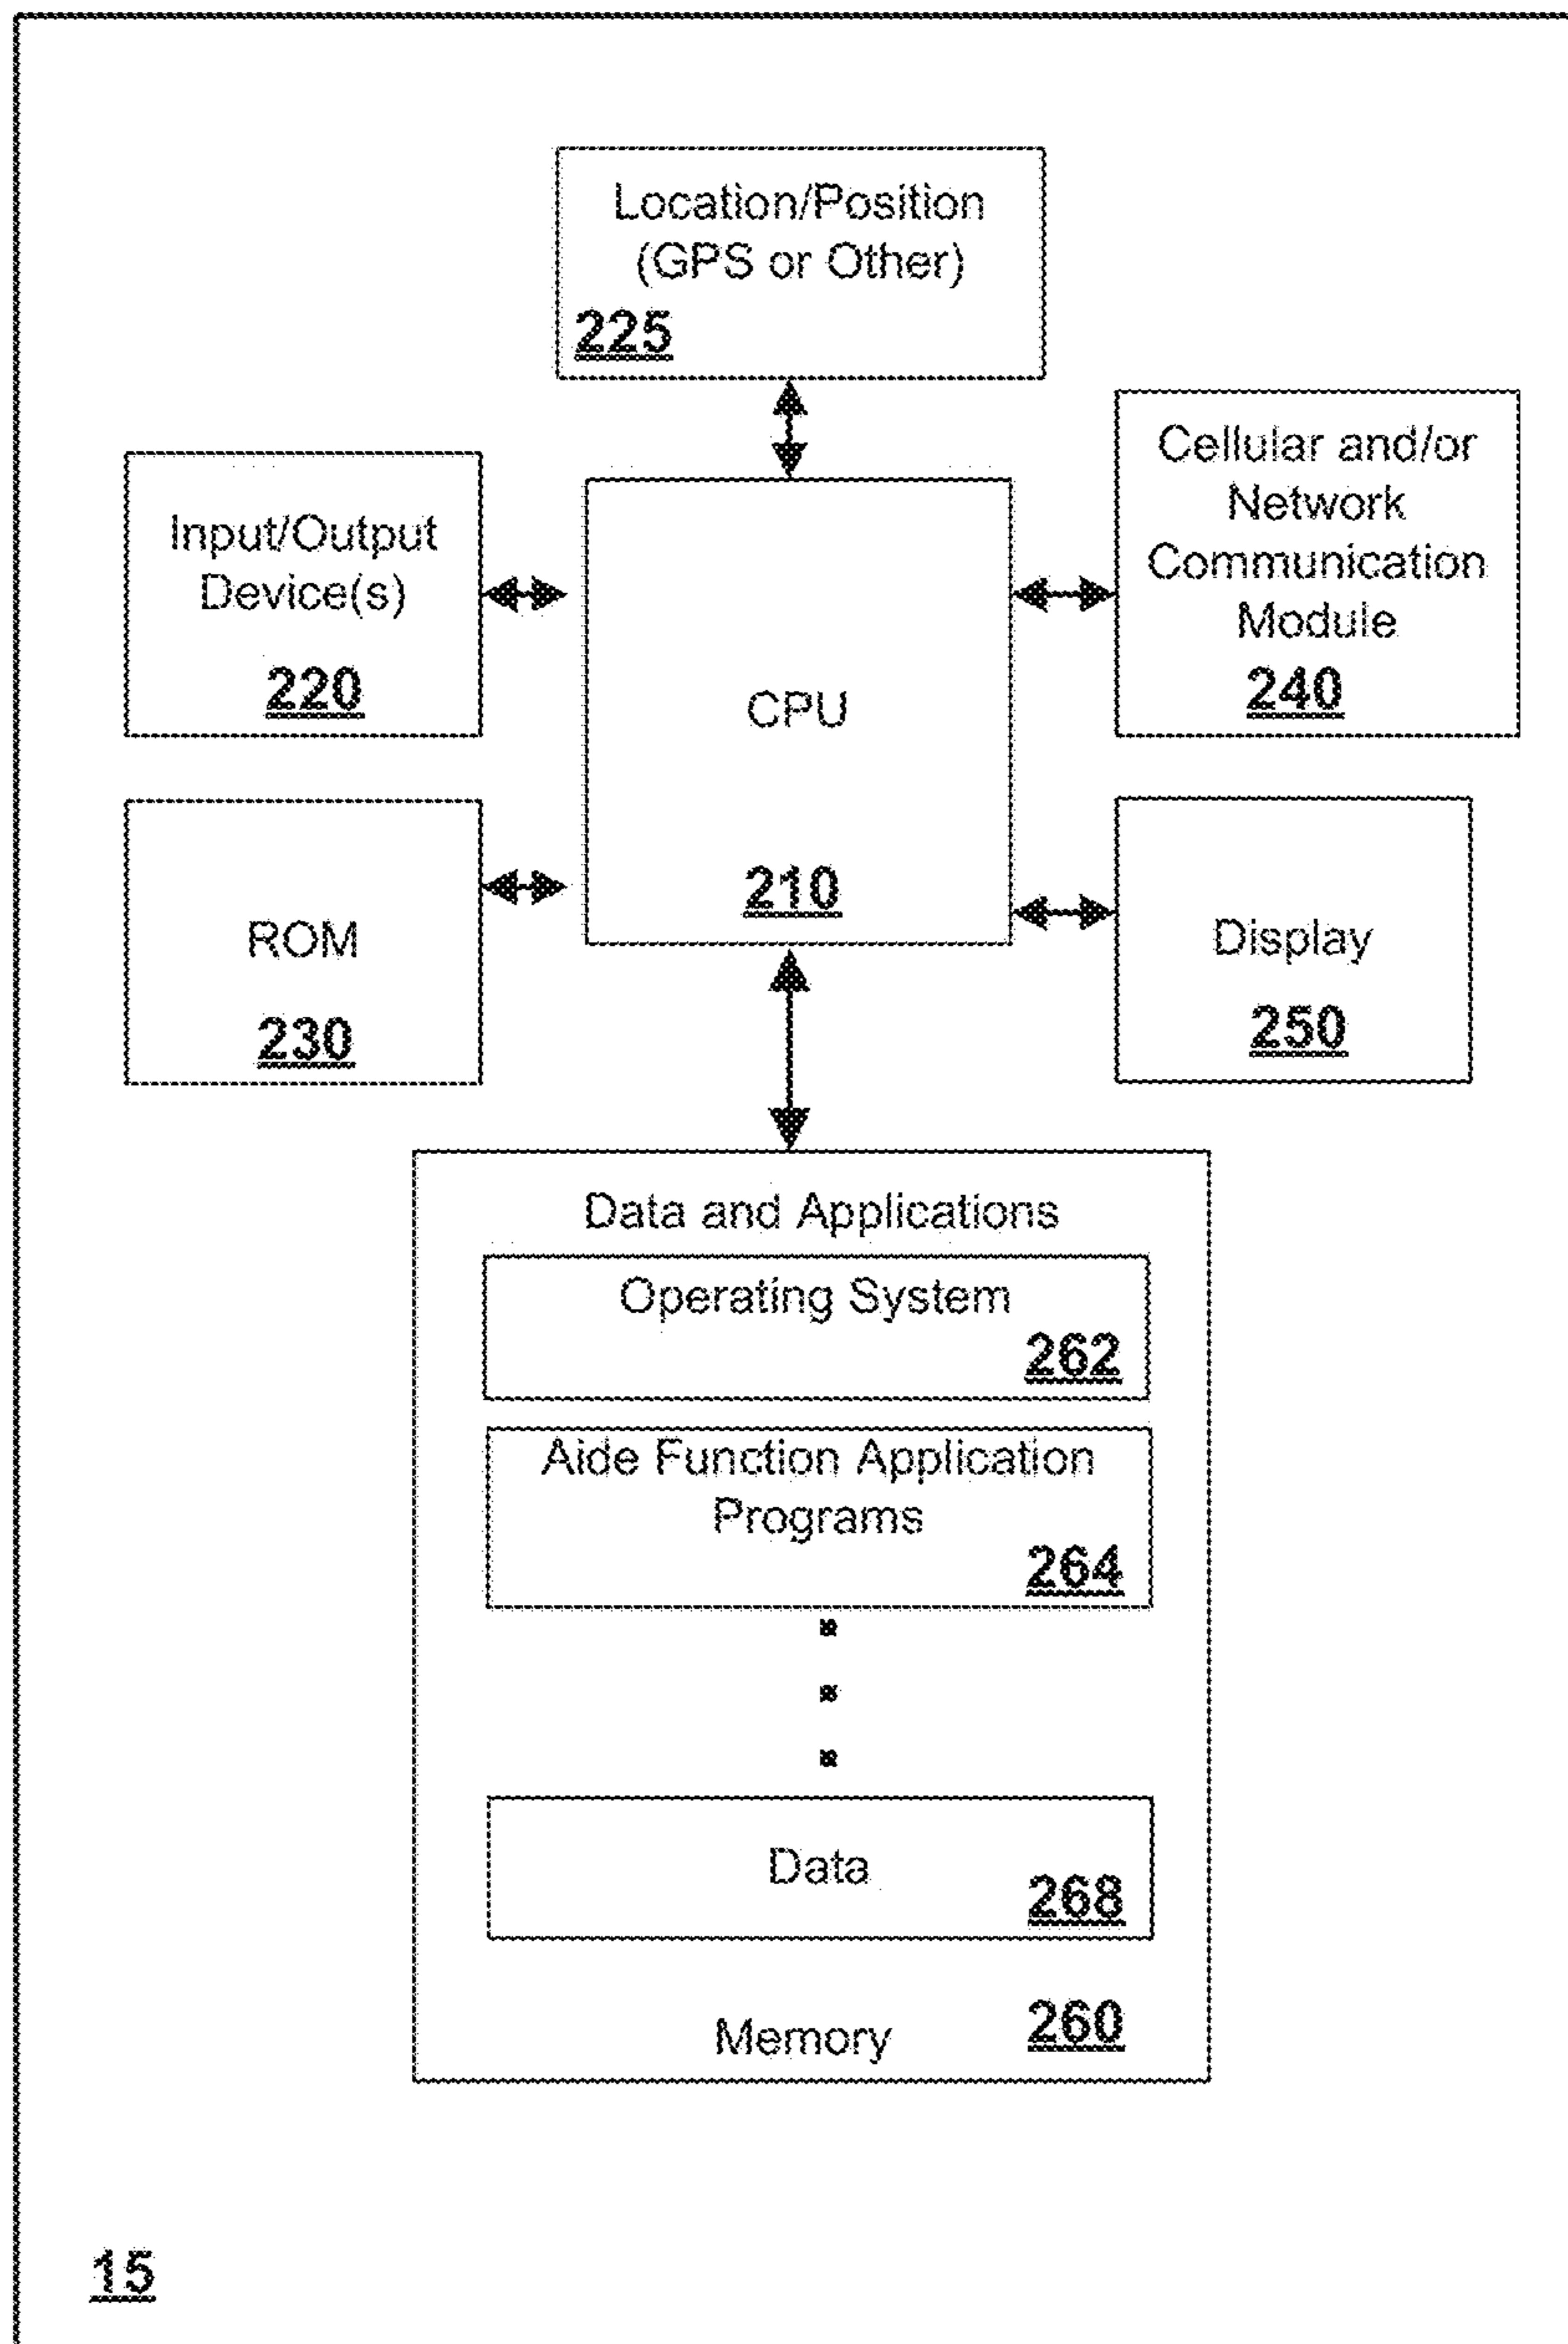 Location/Position
(GPS or Other)
225
Input/Output
Device(s)
220
CPU
210
Cellular and/or
Network
Communication
Module
240
ROM
230
Display
250
Data and Applications
Operating System
262
Aide Function Application
Programs
264
Data
268
Memory
260
15